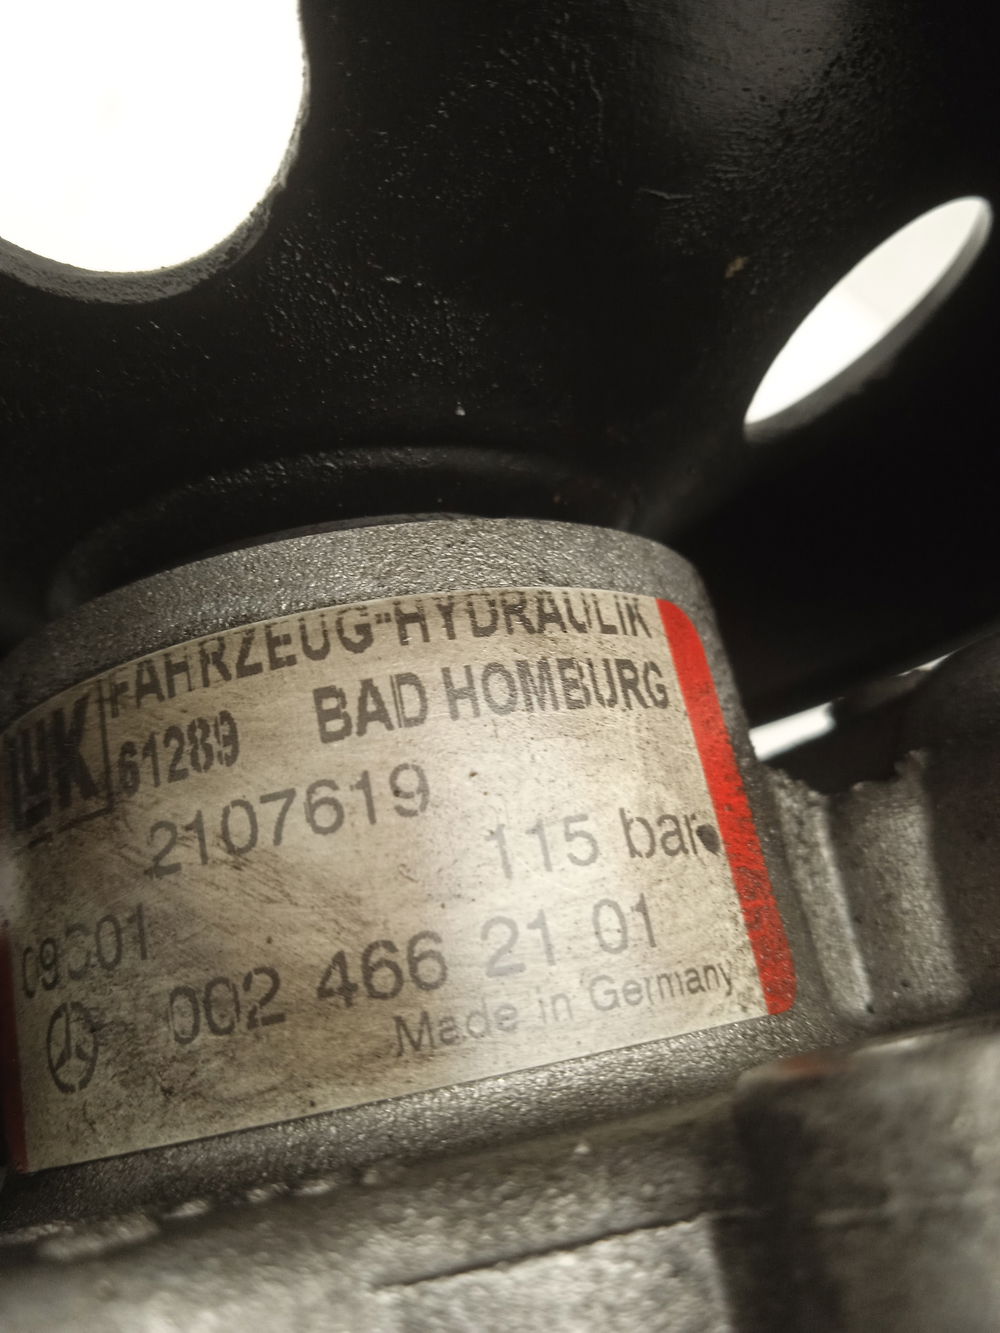 LuK FAHRZEUG-HYDRAULIK
61289 BAD HOMBURG
2107619
115 bar
002 466 21 01
Made in Germany